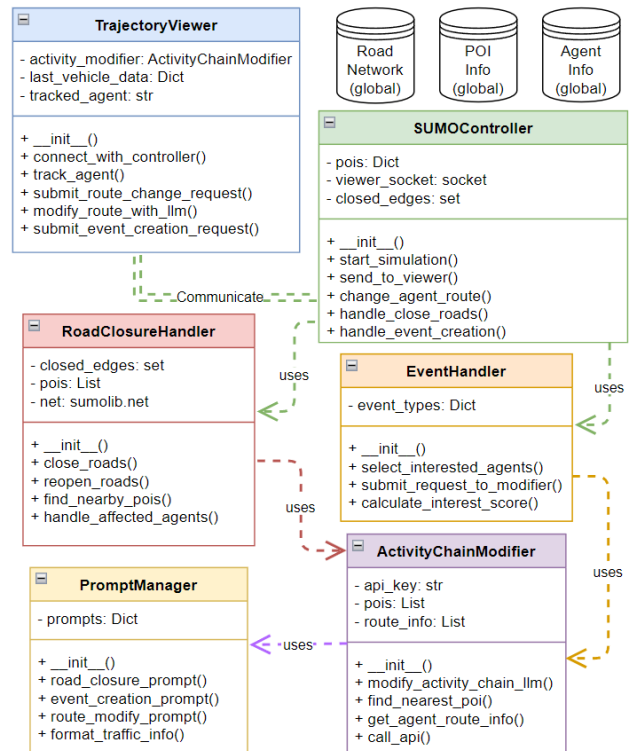 TrajectoryViewer
- activity_modifier: ActivityChainModifier
- last_vehicle_data: Dict
- tracked_agent: str
+ __init__()
+ connect_with_controller()
+ track_agent()
+ submit_route_change_request()
+ modify_route_with_llm()
+ submit_event_creation_request()
Road
Network
(global)
POI
Info
(global)
Agent
Info
(global)
SUMOController
- pois: Dict
- viewer_socket: socket
- closed_edges: set
+ __init__()
+ start_simulation()
+ send_to_viewer()
+ change_agent_route()
+ handle_close_roads()
+ handle_event_creation()
Communicate
RoadClosureHandler
- closed_edges: set
- pois: List
- net: sumolib.net
+ __init__()
+ close_roads()
+ reopen_roads()
+ find_nearby_pois()
+ handle_affected_agents()
uses
uses
EventHandler
- event_types: Dict
+ __init__()
+ select_interested_agents()
+ submit_request_to_modifier()
+ calculate_interest_score()
uses
uses
PromptManager
- prompts: Dict
+ __init__()
+ road_closure_prompt()
+ event_creation_prompt()
+ route_modify_prompt()
+ format_traffic_info()
uses
ActivityChainModifier
- api_key: str
- pois: List
- route_info: List
+ __init__()
+ modify_activity_chain_llm()
+ find_nearest_poi()
+ get_agent_route_info()
+ call_api()